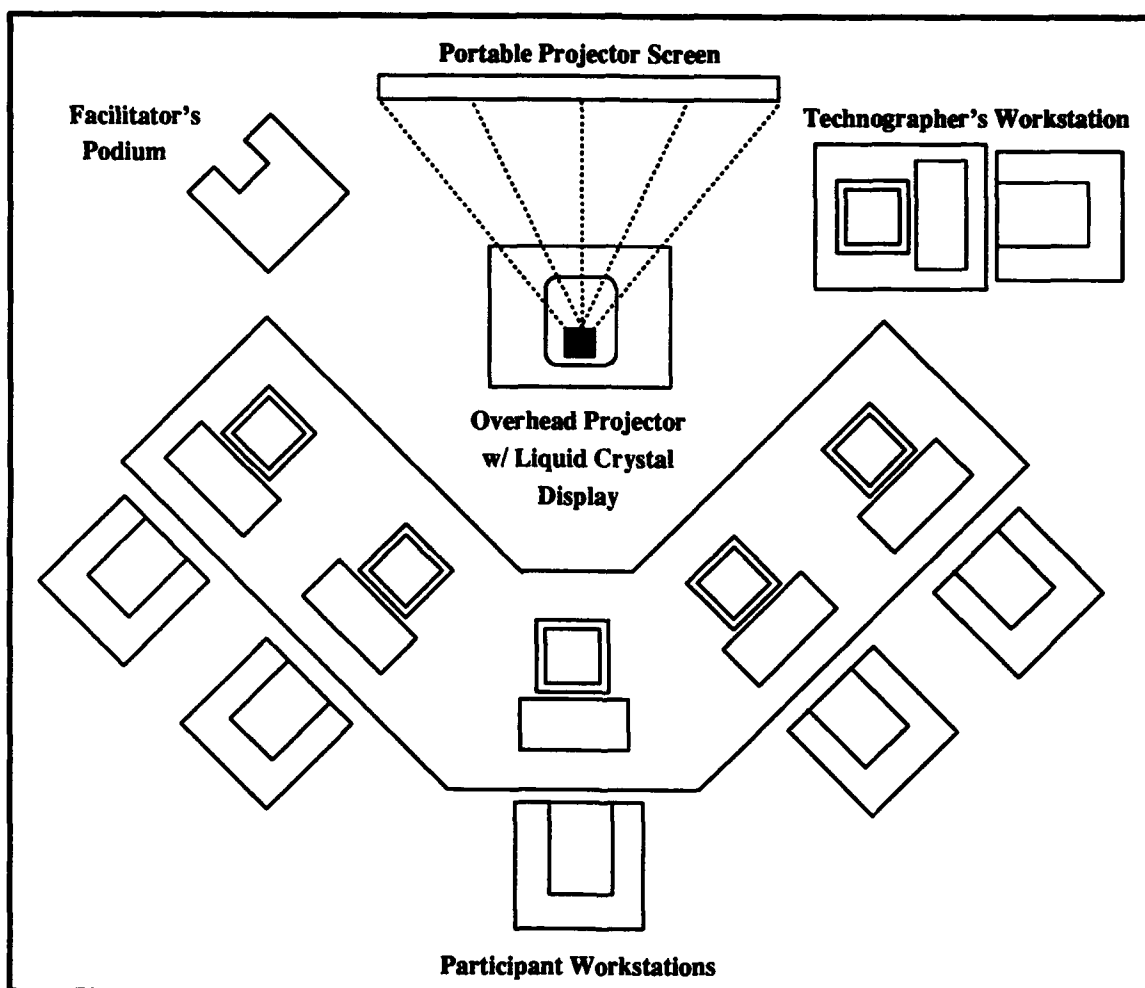 Portable Projector Screen
Facilitator's
Podium
Technographer's Workstation
Overhead Projector
w/ Liquid Crystal
Display
Participant Workstations